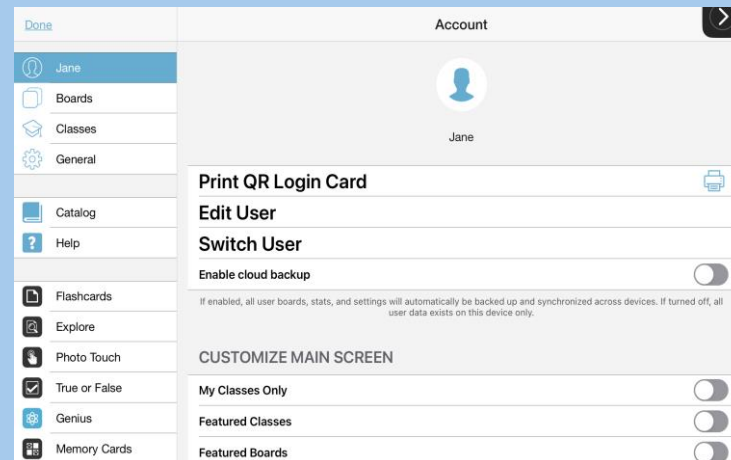 Done
Account
Jane
Boards
Classes
General
Catalog
Help
Flashcards
Explore
Photo Touch
True or False
Genius
Memory Cards
Jane
Print QR Login Card
Edit User
Switch User
Enable cloud backup
If enabled, all user boards, stats, and settings will automatically be backed up and synchronized across devices. If turned off, all
user data exists on this device only.
CUSTOMIZE MAIN SCREEN
My Classes Only
Featured Classes
Featured Boards